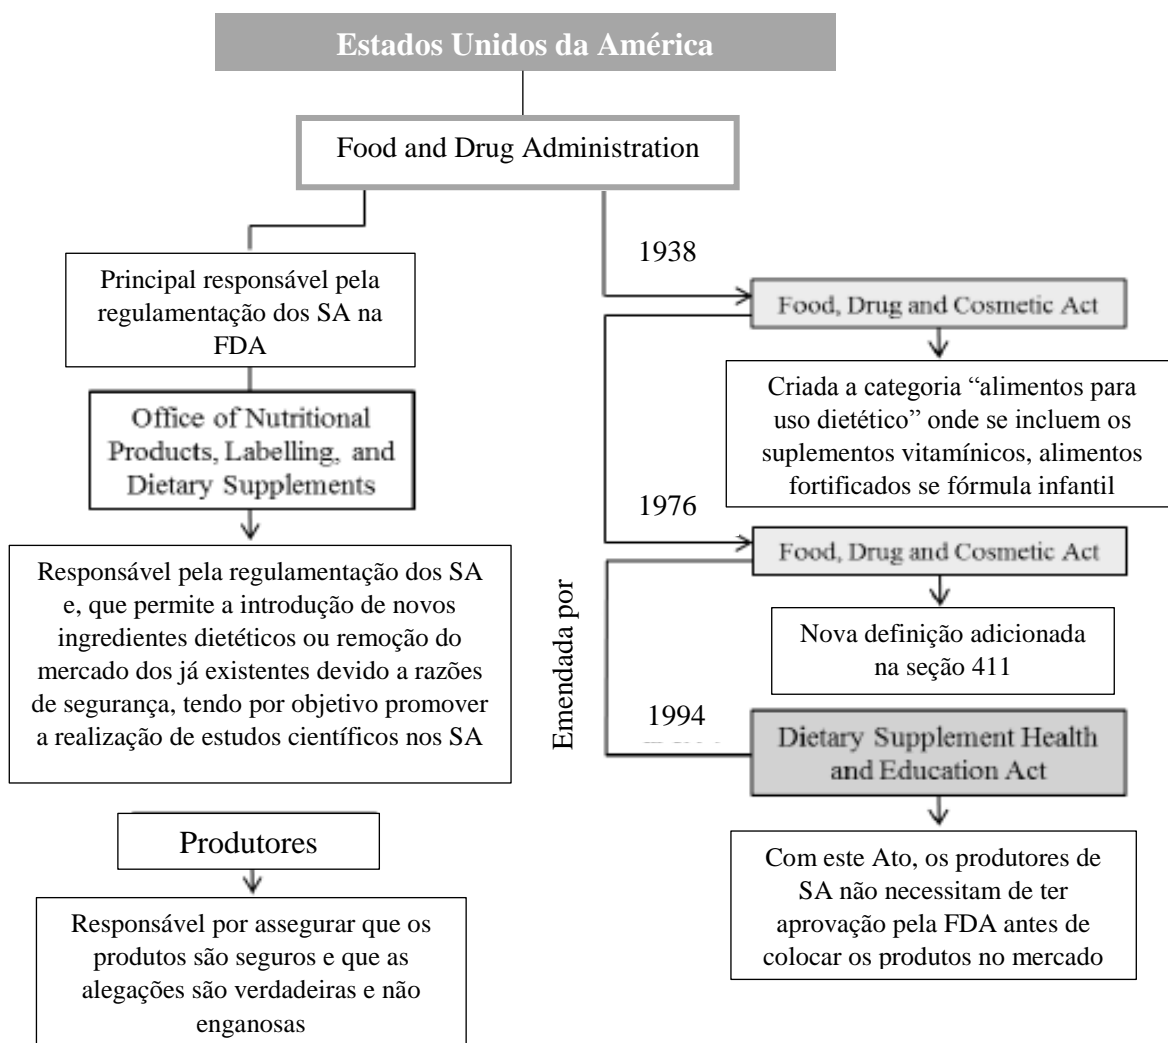 Estados Unidos da América
Food and Drug Administration
Principal responsável pela
regulamentação dos SA na
FDA
Office of Nutritional
Products, Labelling, and
Dietary Supplements
Responsável pela regulamentação dos SA
e, que permite a introdução de novos
ingredientes dietéticos ou remoção do
mercado dos já existentes devido a razões
de segurança, tendo por objetivo promover
a realização de estudos científicos nos SA
Produtores
Responsável por assegurar que os
produtos são seguros e que as
alegações são verdadeiras e não
enganosas
Emendada por
1938
Food, Drug and Cosmetic Act
Criada a categoria “alimentos para
uso dietético” onde se incluem os
suplementos vitamínicos, alimentos
fortificados se fórmula infantil
1976
Food, Drug and Cosmetic Act
Nova definição adicionada
na seção 411
1994
Dietary Supplement Health
and Education Act
Com este Ato, os produtores de
SA não necessitam de ter
aprovação pela FDA antes de
colocar os produtos no mercado